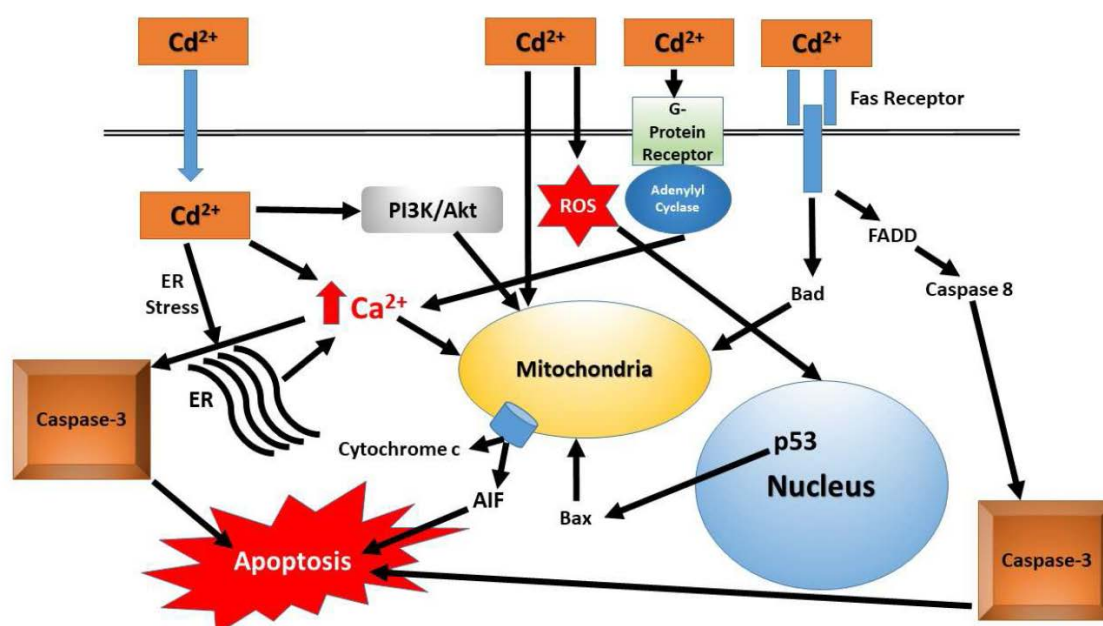 Cd²⁺
Cd²⁺
Cd²⁺
Cd²⁺
Fas Receptor
G-
Protein
Receptor
Adenylyl
Cyclase
ROS
Cd²⁺
PI3K/Akt
FADD
ER
Stress
Ca²⁺
Bad
Caspase 8
Mitochondria
Caspase-3
ER
Cytochrome c
p53
Nucleus
AIF
Bax
Apoptosis
Caspase-3